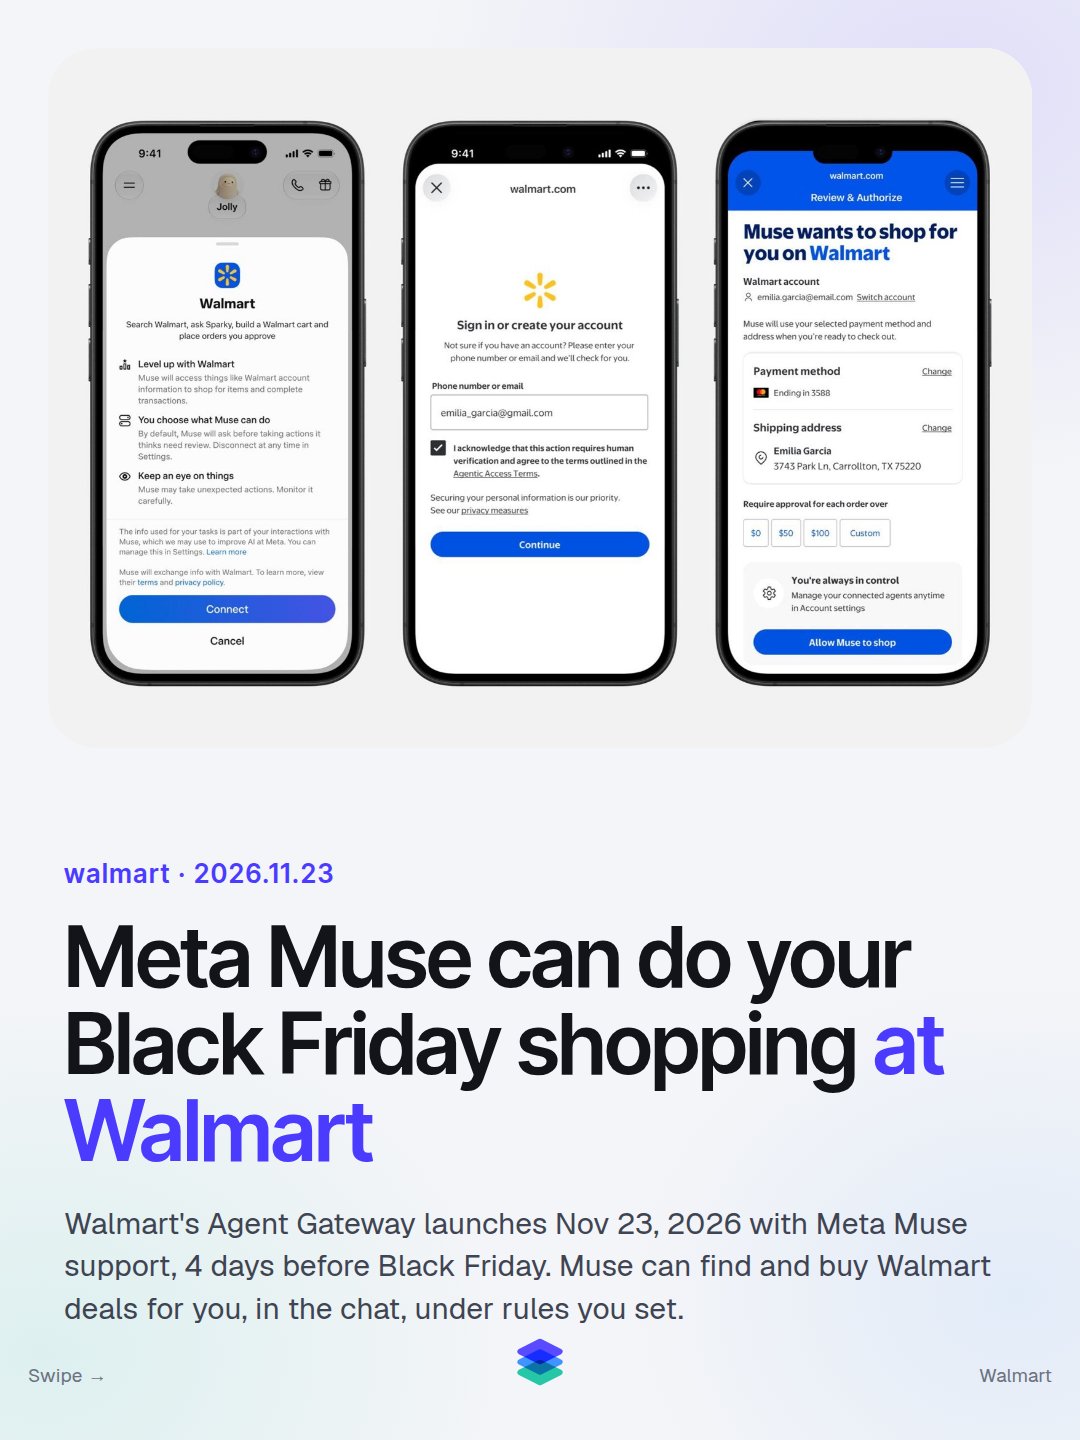 9:41
Jolly
Walmart
Search Walmart, ask Sparky, build a Walmart cart and
place orders you approve
Level up with Walmart
Muse will access things like Walmart account
information to shop for items and complete
transactions.
You choose what Muse can do
By default, Muse will ask before taking actions it
thinks need review. Disconnect at any time in
Settings.
Keep an eye on things
Muse may take unexpected actions. Monitor it
carefully.
The info used for your tasks is part of your interactions with
Muse, which we may use to improve AI at Meta. You can
manage this in Settings. Learn more
Muse will exchange info with Walmart. To learn more, view
their terms and privacy policy.
Connect
Cancel
9:41
walmart.com
Sign in or create your account
Not sure if you have an account? Please enter your
phone number or email and we'll check for you.
Phone number or email
emilia_garcia@gmail.com
I acknowledge that this action requires human
verification and agree to the terms outlined in the
Agentic Access Terms.
Securing your personal information is our priority.
See our privacy measures
Continue
walmart.com
Review & Authorize
Muse wants to shop for
you on Walmart
Walmart account
emilia.garcia@email.com Switch account
Muse will use your selected payment method and
address when you're ready to check out.
Payment method Change
Ending in 3588
Shipping address Change
Emilia Garcia
3743 Park Ln, Carrollton, TX 75220
Require approval for each order over
$0 $50 $100 Custom
You're always in control
Manage your connected agents anytime
in Account settings
Allow Muse to shop
walmart · 2026.11.23
Meta Muse can do your
Black Friday shopping at
Walmart
Walmart's Agent Gateway launches Nov 23, 2026 with Meta Muse
support, 4 days before Black Friday. Muse can find and buy Walmart
deals for you, in the chat, under rules you set.
Swipe →
Walmart